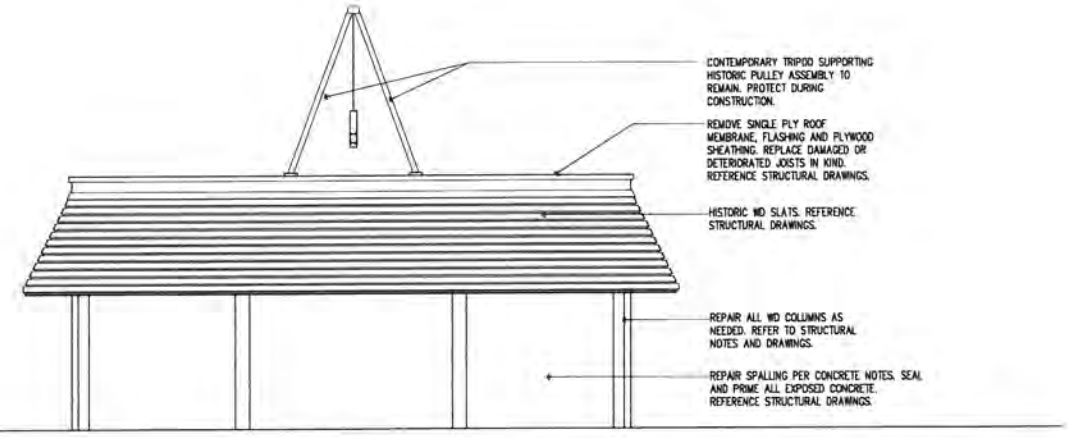 CONTEMPORARY TRIPOD SUPPORTING
HISTORIC PULLEY ASSEMBLY TO
REMAIN. PROTECT DURING
CONSTRUCTION.
REMOVE SINGLE PLY ROOF
MEMBRANE, FLASHING AND PLYWOOD
SHEATHING. REPLACE DAMAGED OR
DETERIORATED JOISTS IN KIND.
REFERENCE STRUCTURAL DRAWINGS.
HISTORIC WD SLATS. REFERENCE
STRUCTURAL DRAWINGS.
REPAIR ALL WD COLUMNS AS
NEEDED. REFER TO STRUCTURAL
NOTES AND DRAWINGS.
REPAIR SPALLING PER CONCRETE NOTES. SEAL
AND PRIME ALL EXPOSED CONCRETE.
REFERENCE STRUCTURAL DRAWINGS.